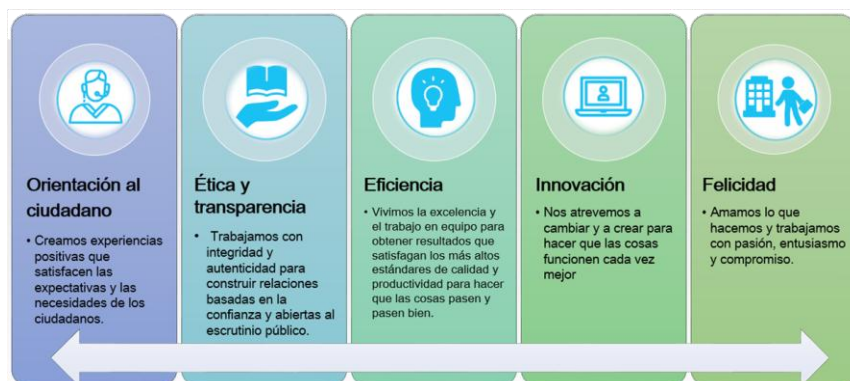 Orientación al
ciudadano
• Creamos experiencias
positivas que
satisfacen las
expectativas y las
necesidades de los
ciudadanos.
Ética y
transparencia
• Trabajamos con
integridad y
autenticidad para
construir relaciones
basadas en la
confianza y abiertas al
escrutinio público.
Eficiencia
• Vivimos la excelencia y
el trabajo en equipo para
obtener resultados que
satisfagan los más altos
estándares de calidad y
productividad para hacer
que las cosas pasen y
pasen bien.
Innovación
• Nos atrevemos a
cambiar y a crear para
hacer que las cosas
funcionen cada vez
mejor
Felicidad
• Amamos lo que
hacemos y trabajamos
con pasión, entusiasmo
y compromiso.